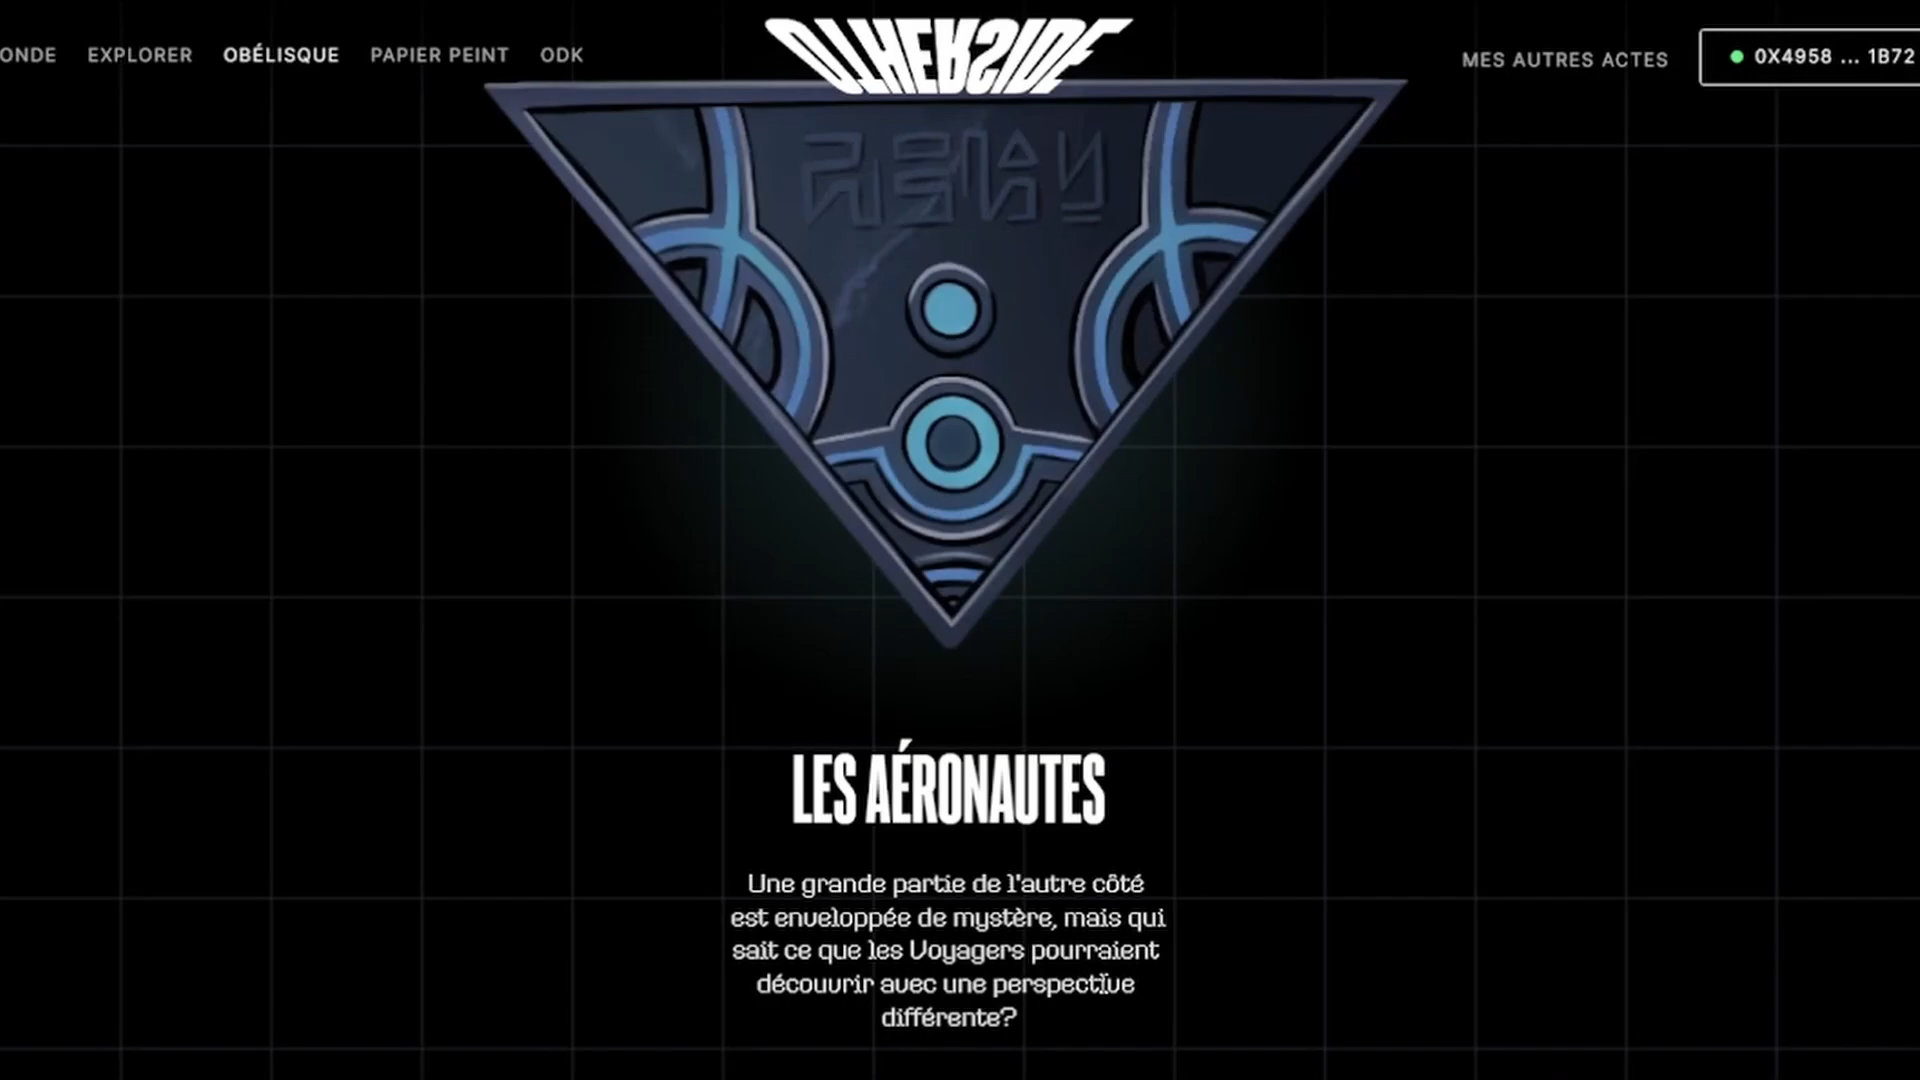 ONDE EXPLORER OBÉLISQUE PAPIER PEINT ODK OTHERSIDE MES AUTRES ACTES 0X4958 ... 1B72
LES AÉRONAUTES
Une grande partie de l'autre côté
est enveloppée de mystère, mais qui
sait ce que les Voyagers pourraient
découvrir avec une perspective
différente?